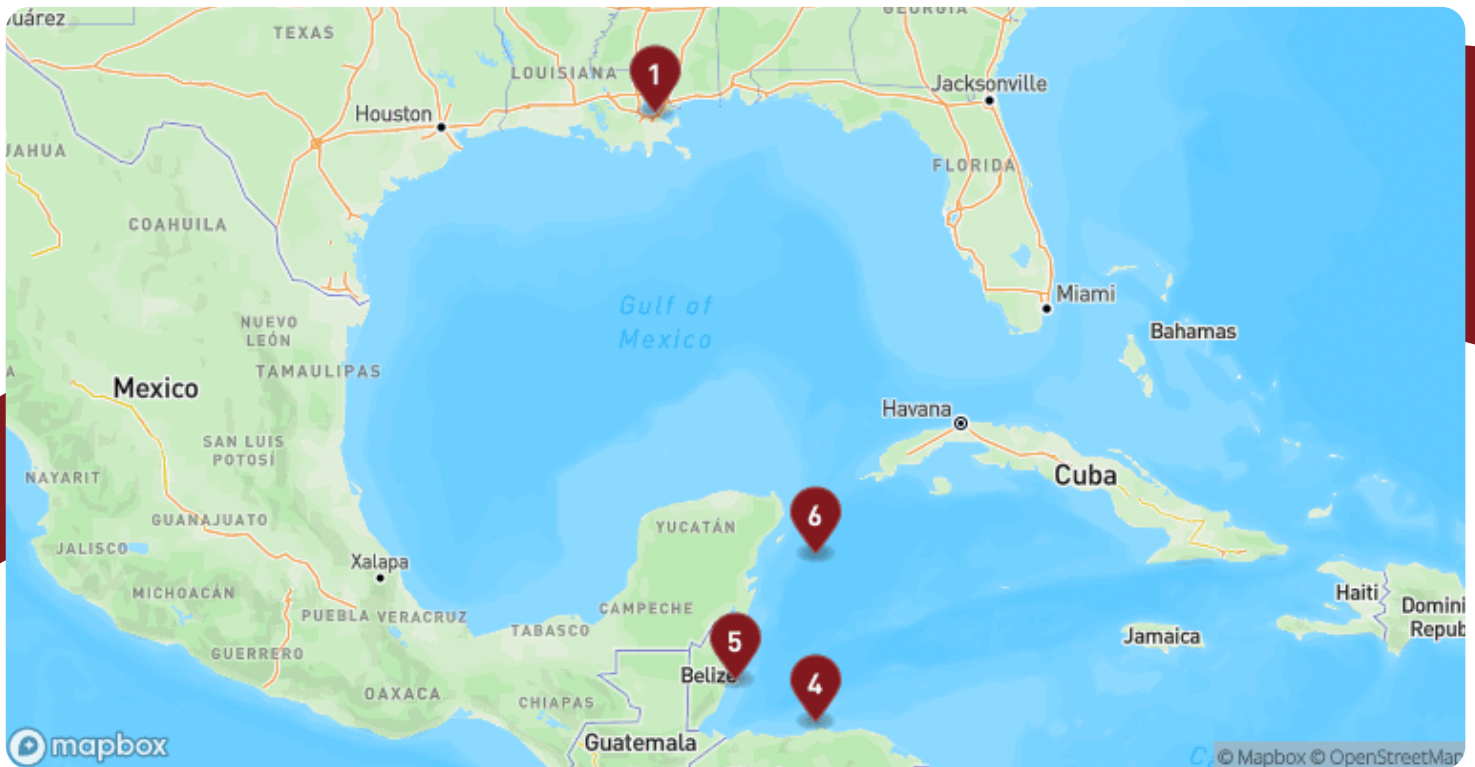 uárez
GEORGIA
TEXAS
LOUISIANA
1
Jacksonville
Houston
AHUA
FLORIDA
COAHUILA
Gulf of
Mexico
Miami
NUEVO
LEÓN
Bahamas
TAMAULIPAS
A
Mexico
Havana
SAN LUIS
POTOSÍ
Cuba
NAYARIT
6
GUANAJUATO
YUCATÁN
JALISCO
Xalapa
MICHOACÁN
Haiti
CAMPECHE
Domini
Repub
PUEBLA
VERACRUZ
TABASCO
Jamaica
5
GUERRERO
Belize
4
OAXACA
CHIAPAS
Guatemala
mapbox
C
© Mapbox © OpenStreetMap